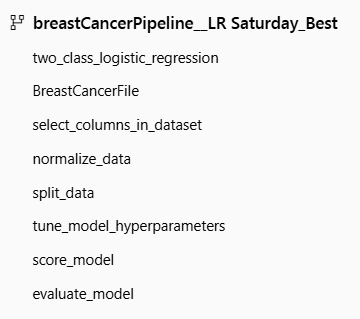 breastCancerPipeline__LR Saturday_Best
two_class_logistic_regression
BreastCancerFile
select_columns_in_dataset
normalize_data
split_data
tune_model_hyperparameters
score_model
evaluate_model